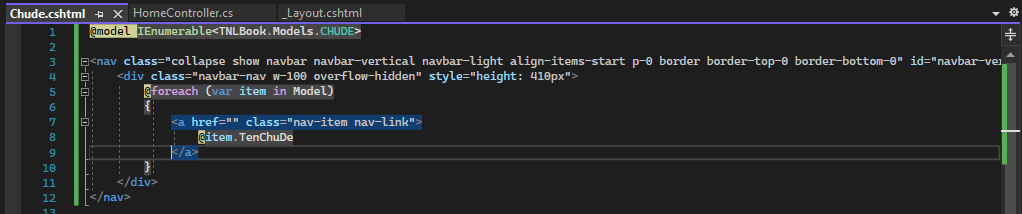 Chude.cshtml HomeController.cs _Layout.cshtml
1 @model IEnumerable<TNLBook.Models.CHUDE>
2
3 <nav class="collapse show navbar navbar-vertical navbar-light align-items-start p-0 border border-top-0 border-bottom-0" id="navbar-ver
4 <div class="navbar-nav w-100 overflow-hidden" style="height: 410px">
5 @foreach (var item in Model)
6 {
7 <a href="" class="nav-item nav-link">
8 @item.TenChuDe
9 </a>
10 }
11 </div>
12 </nav>
13